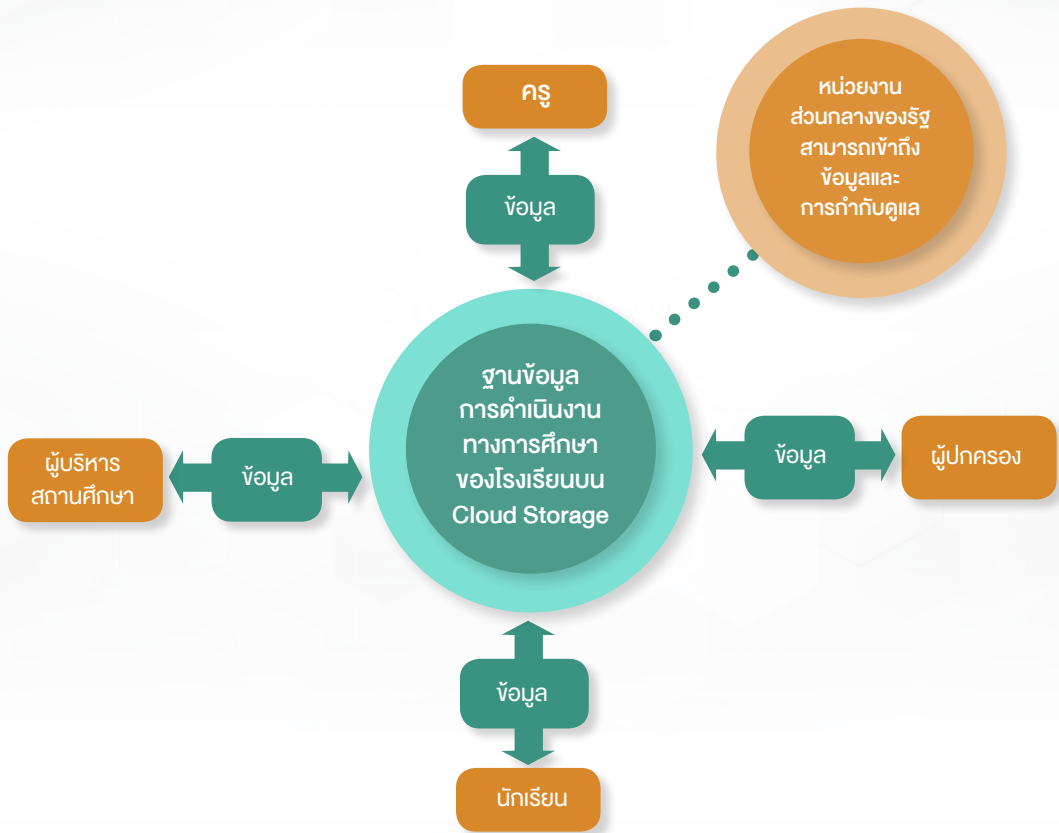 ครู
หน่วยงาน
ส่วนกลางของรัฐ
สามารถเข้าถึง
ข้อมูลและ
การกำกับดูแล
ข้อมูล
ฐานข้อมูล
การดำเนินงาน
ทางการศึกษา
ของโรงเรียนบน
Cloud Storage
ผู้บริหาร
สถานศึกษา
ข้อมูล
ข้อมูล
ผู้ปกครอง
ข้อมูล
นักเรียน